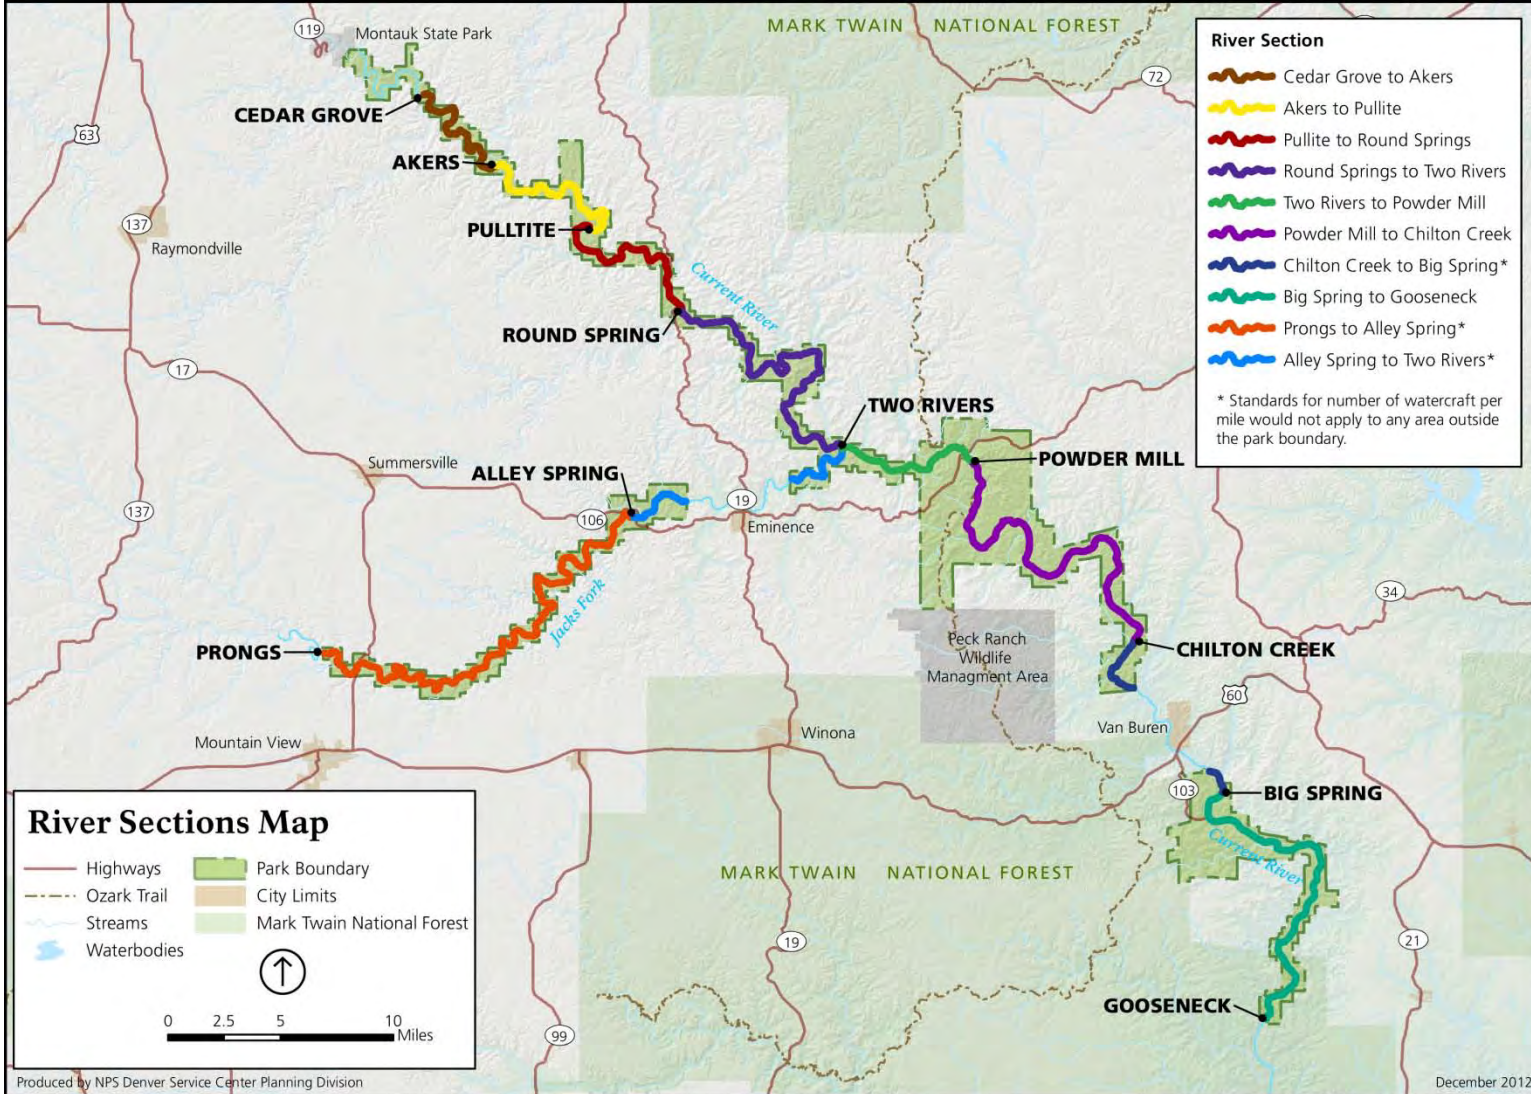 MARK TWAIN NATIONAL FOREST
119
Montauk State Park
72
63
CEDAR GROVE
AKERS
PULLTITE
137
Raymondville
Current River
ROUND SPRING
17
TWO RIVERS
Summersville
ALLEY SPRING
POWDER MILL
19
106
Eminence
137
Jacks Fork
34
PRONGS
Peck Ranch
Wildlife
Managment Area
CHILTON CREEK
60
Mountain View
Winona
Van Buren
103
BIG SPRING
Current River
MARK TWAIN NATIONAL FOREST
19
21
GOOSENECK
99
River Section
Cedar Grove to Akers
Akers to Pullite
Pullite to Round Springs
Round Springs to Two Rivers
Two Rivers to Powder Mill
Powder Mill to Chilton Creek
Chilton Creek to Big Spring*
Big Spring to Gooseneck
Prongs to Alley Spring*
Alley Spring to Two Rivers*
* Standards for number of watercraft per
mile would not apply to any area outside
the park boundary.
River Sections Map
Highways
Ozark Trail
Streams
Waterbodies
Park Boundary
City Limits
Mark Twain National Forest
0 2.5 5 10
Miles
Produced by NPS Denver Service Center Planning Division
December 2012